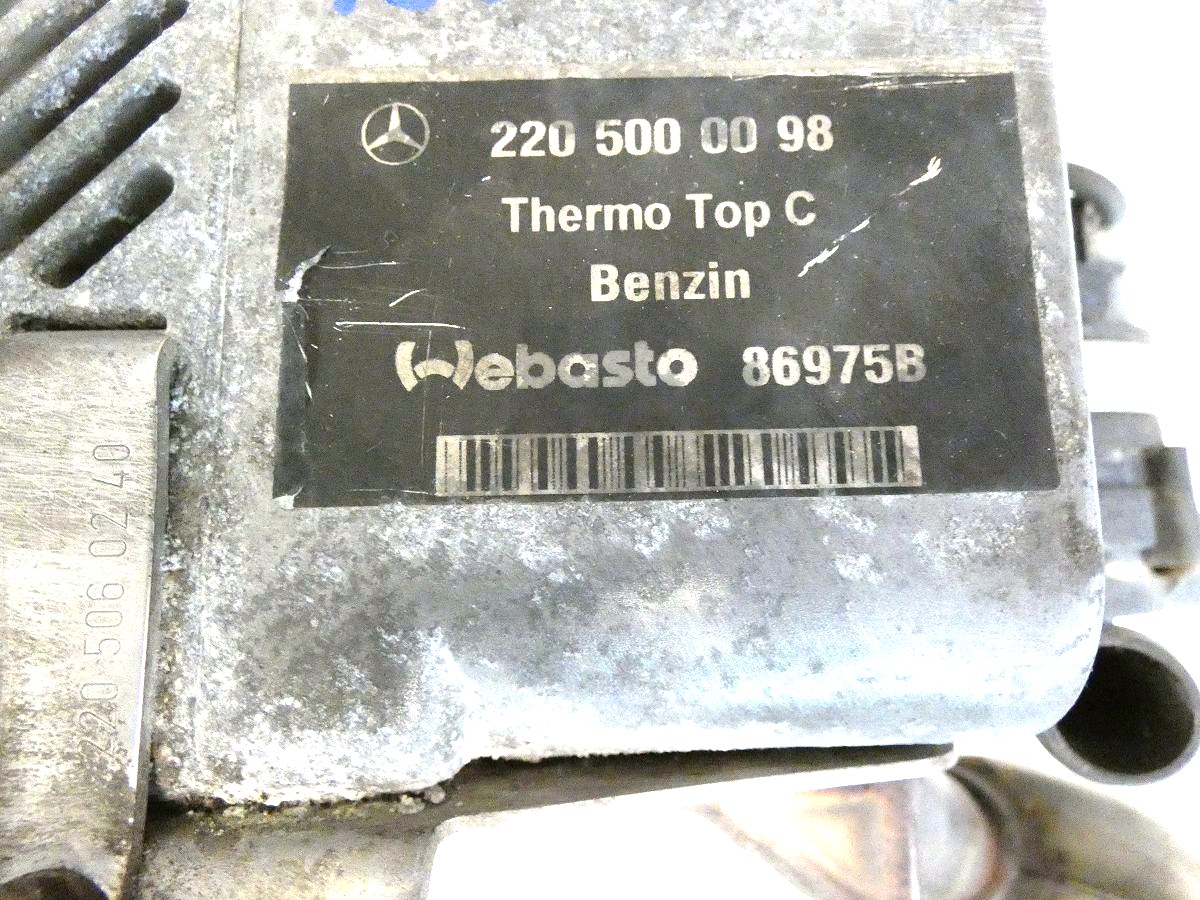 220 500 00 98
Thermo Top C
Benzin
Webasto 86975B
220 506 02 40